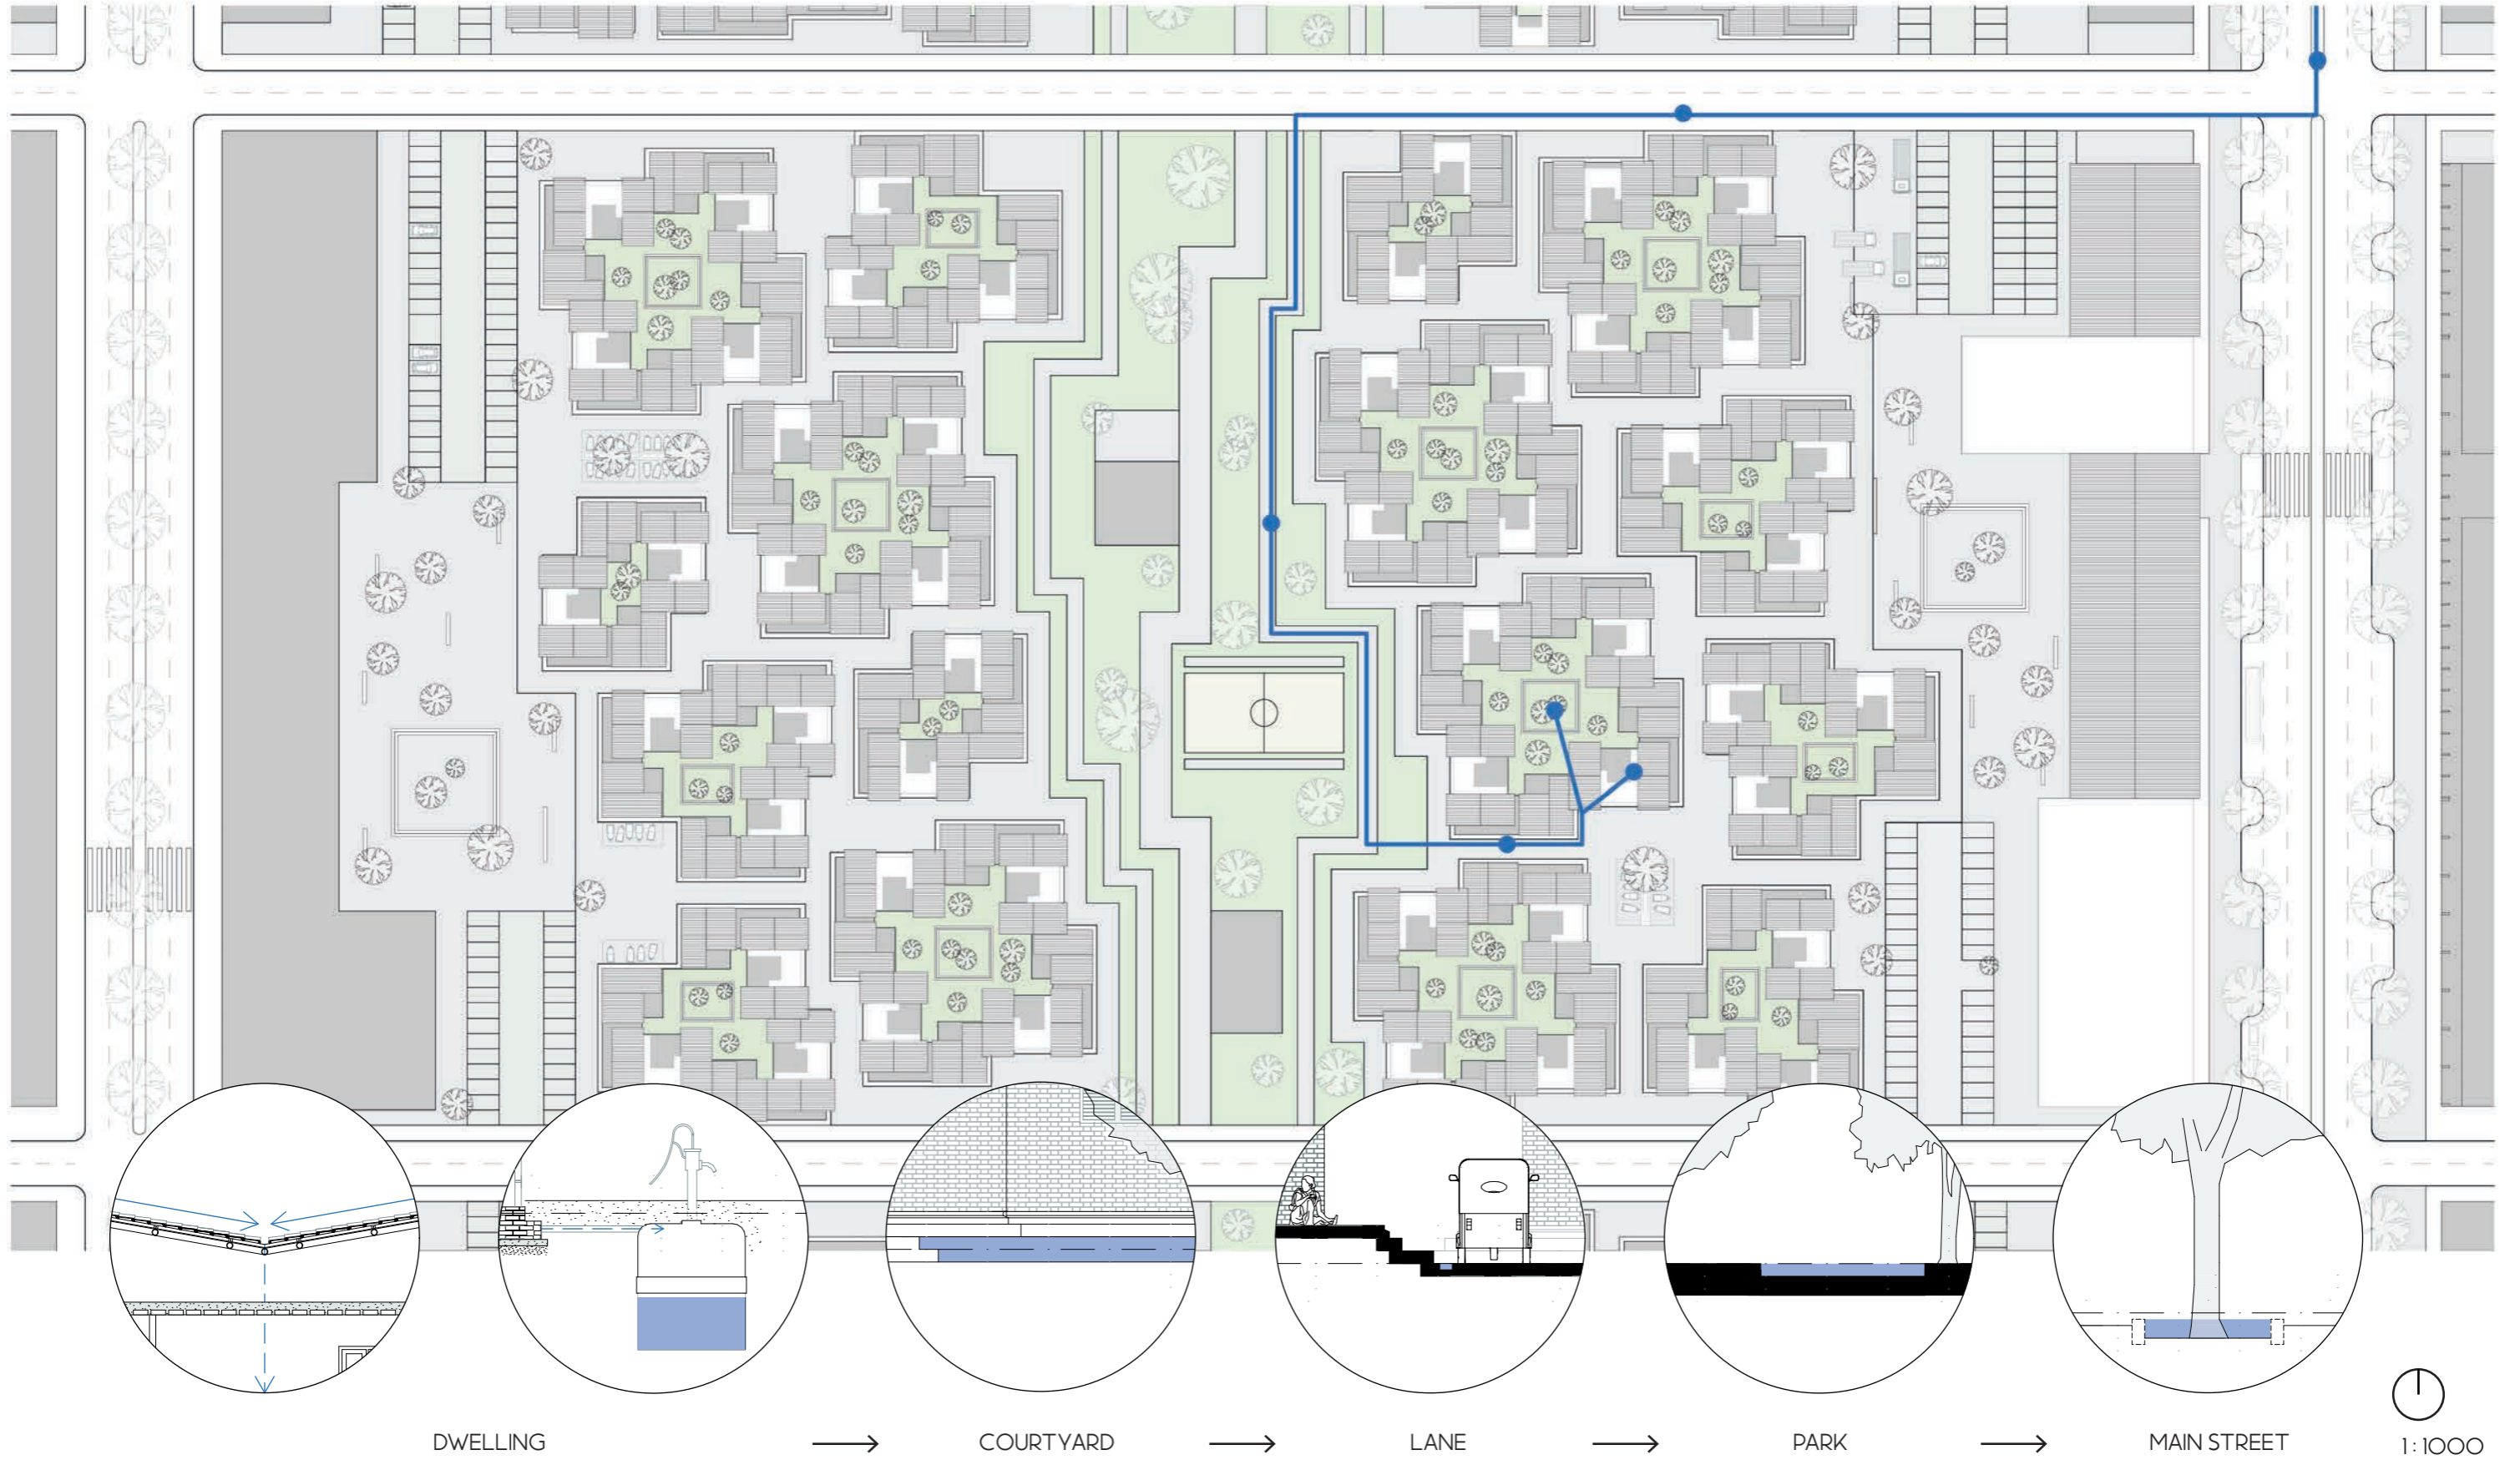 DWELLING → COURTYARD → LANE → PARK → MAIN STREET
1:1000